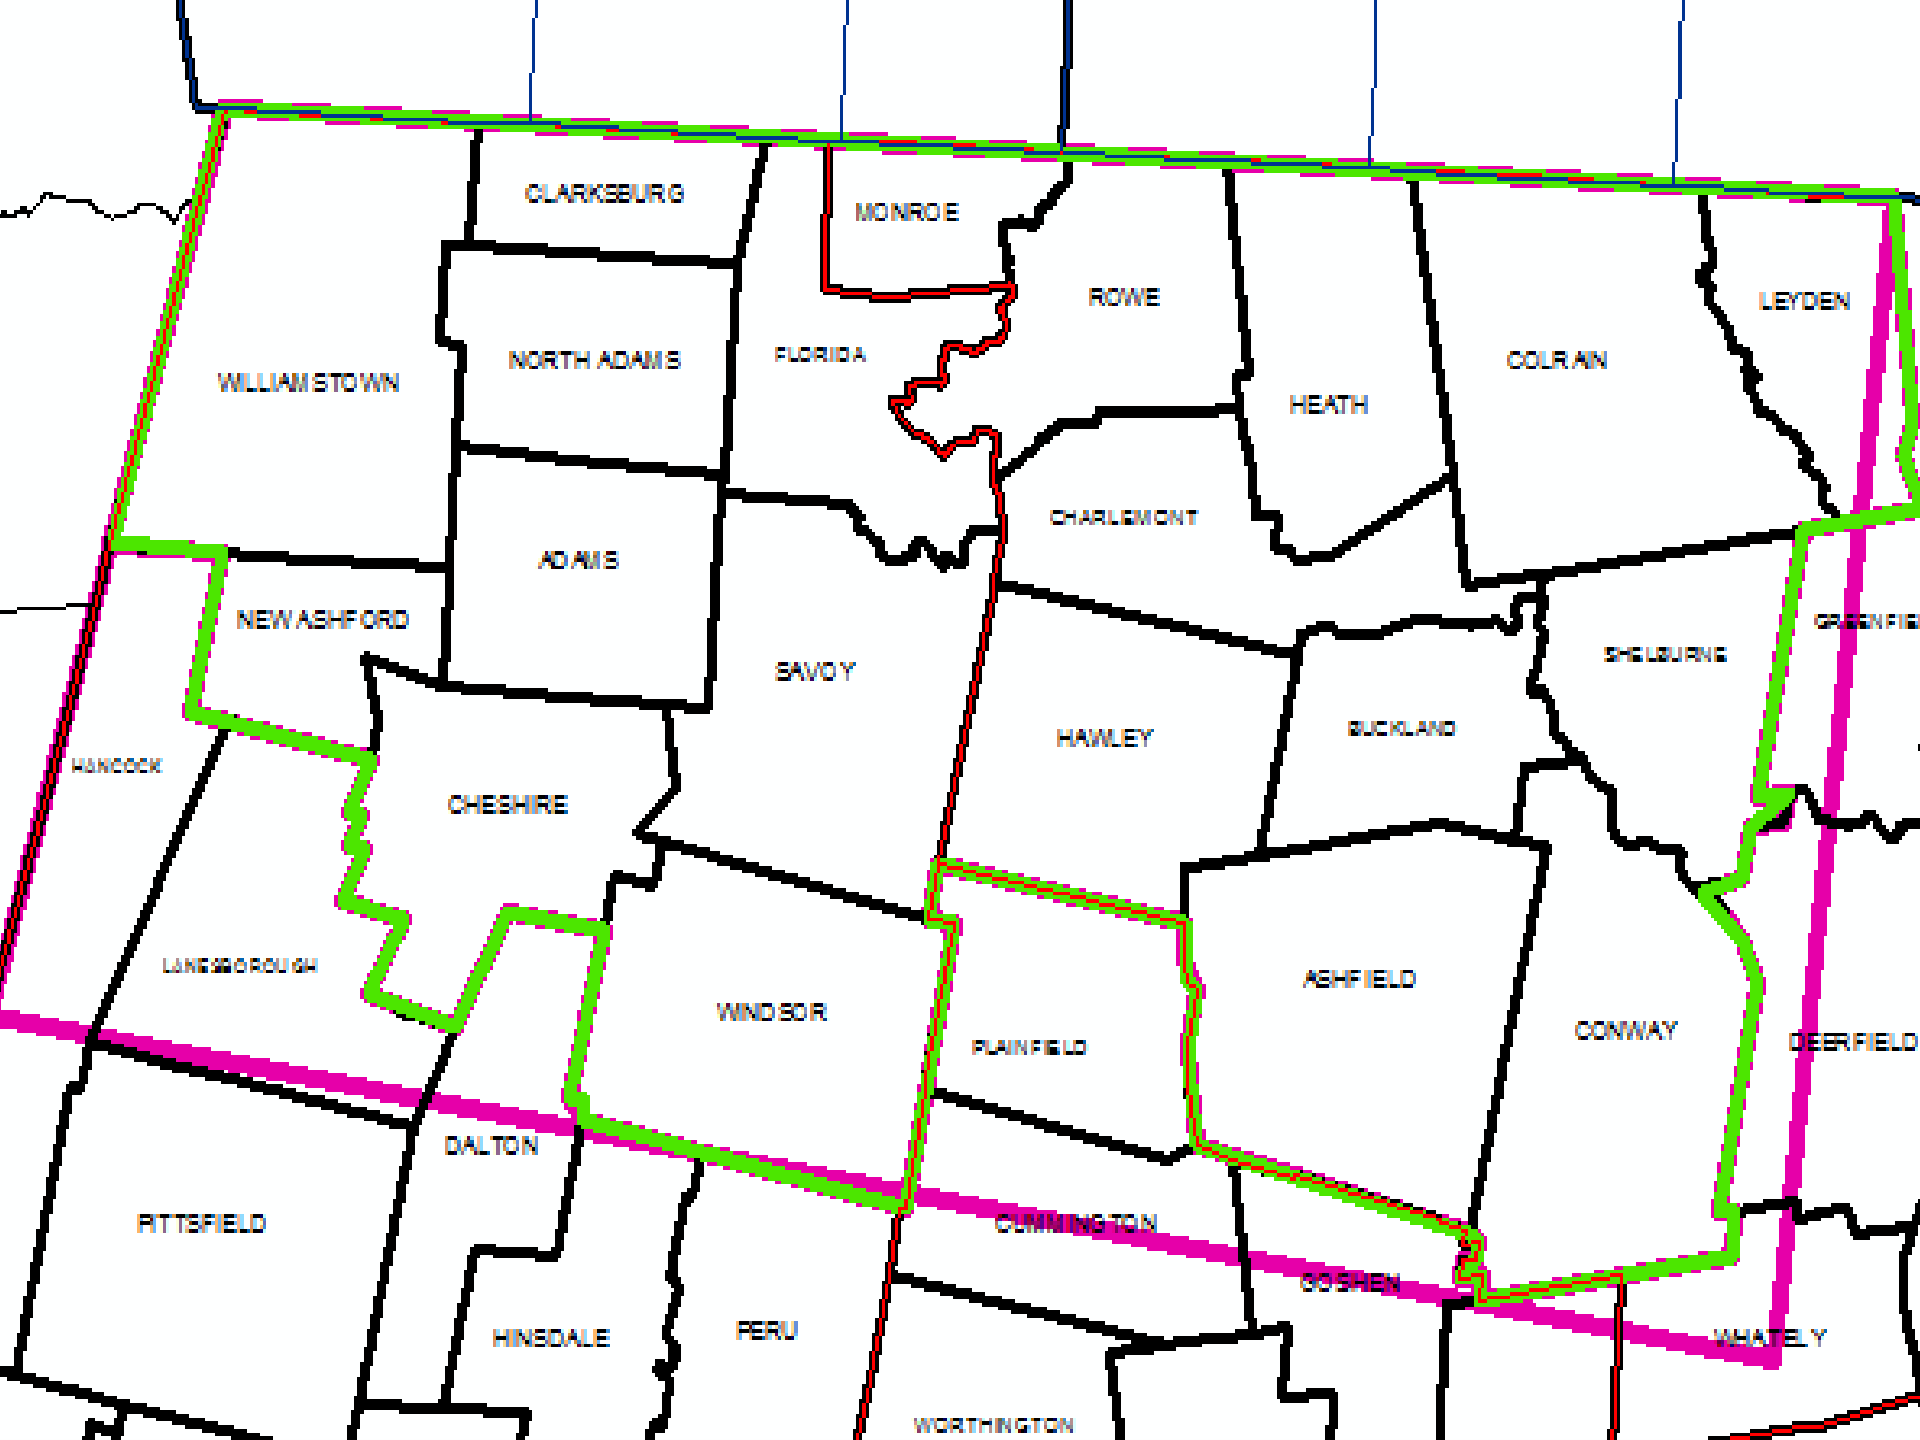 CLARKSBURG
MONROE
ROWE
LEYDEN
FLORIDA
NORTH ADAMS
COLRAIN
WILLIAMSTOWN
HEATH
CHARLEMONT
ADAMS
NEW ASHFORD
GREENFIE
SHELBURNE
SAVOY
BUCKLAND
HAWLEY
HANCOCK
CHESHIRE
LANESBOROUGH
ASHFIELD
WINDSOR
CONWAY
DEERFIELD
PLAINFIELD
DALTON
PITTSFIELD
CUMMINGTON
GOSHEN
PERU
HINSDALE
WHATELY
WORTHINGTON